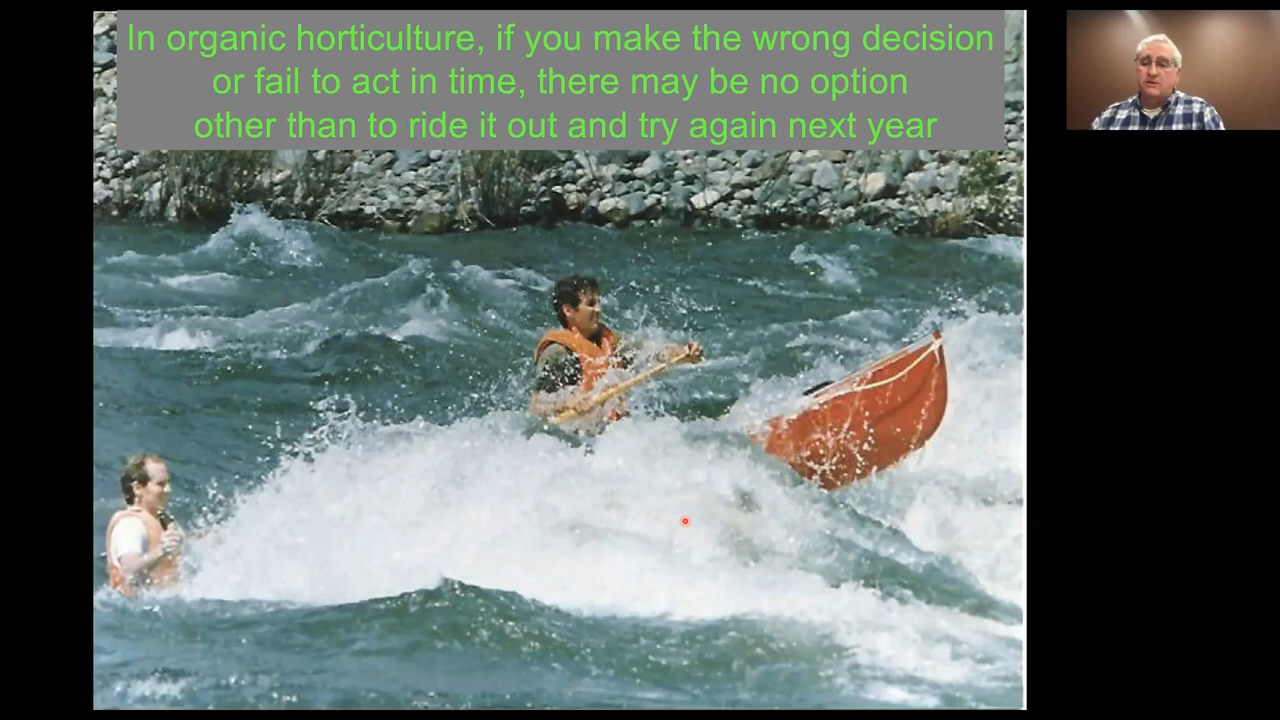 In organic horticulture, if you make the wrong decision
or fail to act in time, there may be no option
other than to ride it out and try again next year